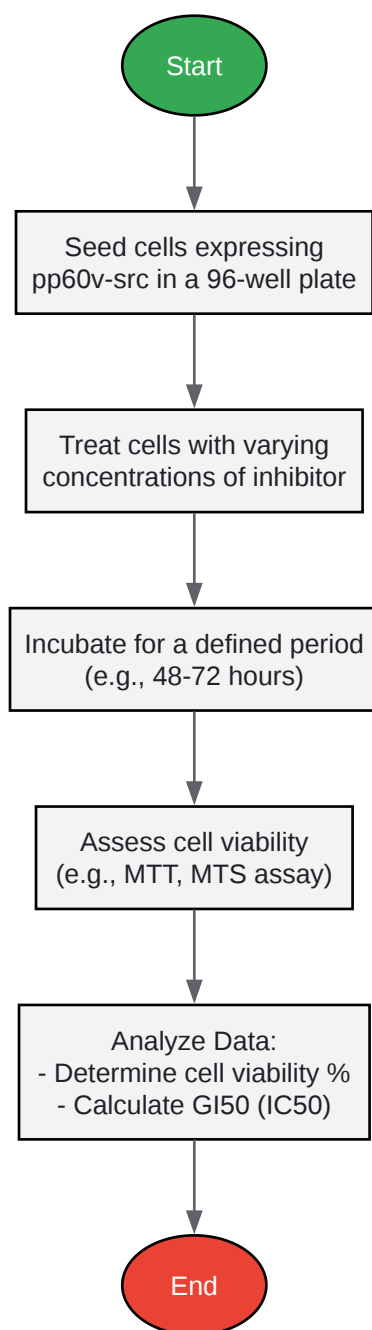 Start
Seed cells expressing
pp60v-src in a 96-well plate
Treat cells with varying
concentrations of inhibitor
Incubate for a defined period
(e.g., 48-72 hours)
Assess cell viability
(e.g., MTT, MTS assay)
Analyze Data:
- Determine cell viability %
- Calculate GI50 (IC50)
End